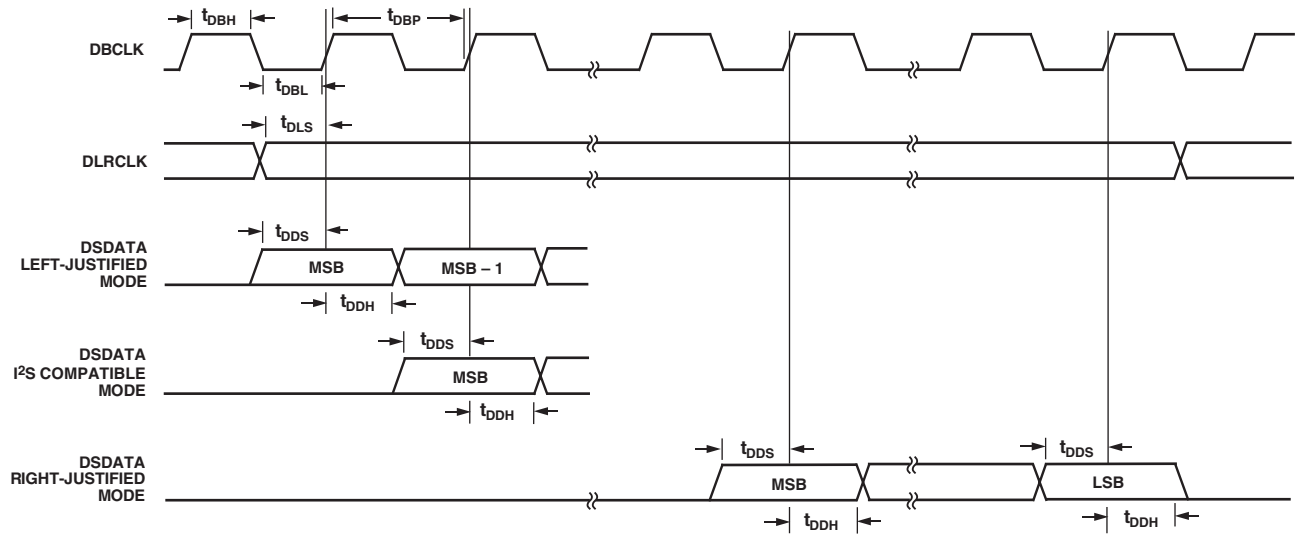 tDBH
tDBP
DBCLK
tDBL
tDLS
DLRCLK
tDDS
DSDATA
LEFT-JUSTIFIED
MODE
MSB
MSB – 1
tDDH
DSDATA
I²S COMPATIBLE
MODE
tDDS
MSB
tDDH
DSDATA
RIGHT-JUSTIFIED
MODE
tDDS
tDDS
MSB
LSB
tDDH
tDDH